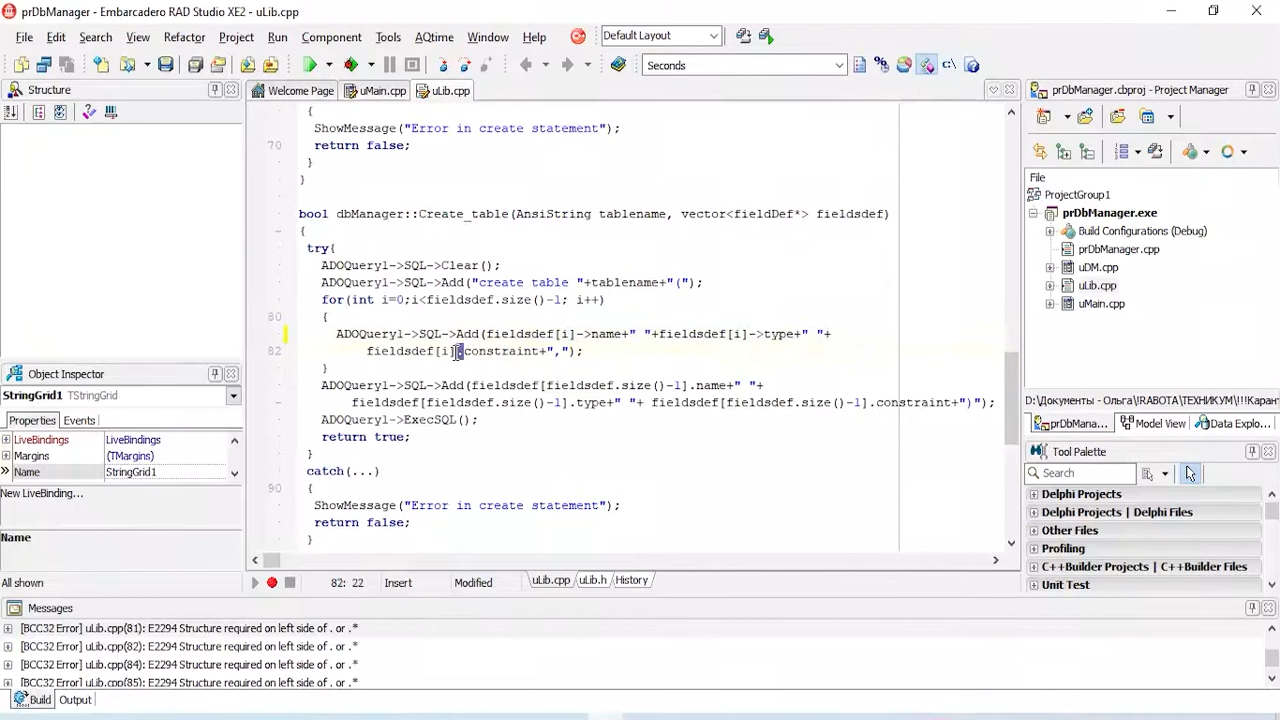 prDbManager - Embarcadero RAD Studio XE2 - uLib.cpp
File Edit Search View Refactor Project Run Component Tools AQtime Window Help Default Layout
Seconds
Structure
Welcome Page uMain.cpp uLib.cpp
{
ShowMessage("Error in create statement");
70 return false;
}
}
bool dbManager::Create_table(AnsiString tablename, vector<fieldDef*> fieldsdef)
{
try{
ADOQuery1->SQL->Clear();
ADOQuery1->SQL->Add("create table "+tablename+"(");
for(int i=0;i<fieldsdef.size()-1; i++)
80 {
ADOQuery1->SQL->Add(fieldsdef[i]->name+" "+fieldsdef[i]->type+" "+
82 fieldsdef[i].constraint+",");
}
ADOQuery1->SQL->Add(fieldsdef[fieldsdef.size()-1].name+" "+
fieldsdef[fieldsdef.size()-1].type+" "+ fieldsdef[fieldsdef.size()-1].constraint+")");
ADOQuery1->ExecSQL();
return true;
}
catch(...)
90 {
ShowMessage("Error in create statement");
return false;
}
82: 22 Insert Modified uLib.cpp uLib.h History
Object Inspector
StringGrid1 TStringGrid
Properties Events
LiveBindings LiveBindings
Margins (TMargins)
Name StringGrid1
New LiveBinding...
Name
All shown
prDbManager.cbproj - Project Manager
File
ProjectGroup1
prDbManager.exe
Build Configurations (Debug)
prDbManager.cpp
uDM.cpp
uLib.cpp
uMain.cpp
D:\Документы - Ольга\!RABOTA\ТЕХНИКУМ\!!!Каран
prDbMana... Model View Data Explo...
Tool Palette
Search
Delphi Projects
Delphi Projects | Delphi Files
Other Files
Profiling
C++Builder Projects | C++Builder Files
Unit Test
Messages
[BCC32 Error] uLib.cpp(81): E2294 Structure required on left side of . or .*
[BCC32 Error] uLib.cpp(82): E2294 Structure required on left side of . or .*
[BCC32 Error] uLib.cpp(84): E2294 Structure required on left side of . or .*
[BCC32 Error] uLib.cpp(85): E2294 Structure required on left side of . or .*
Build Output